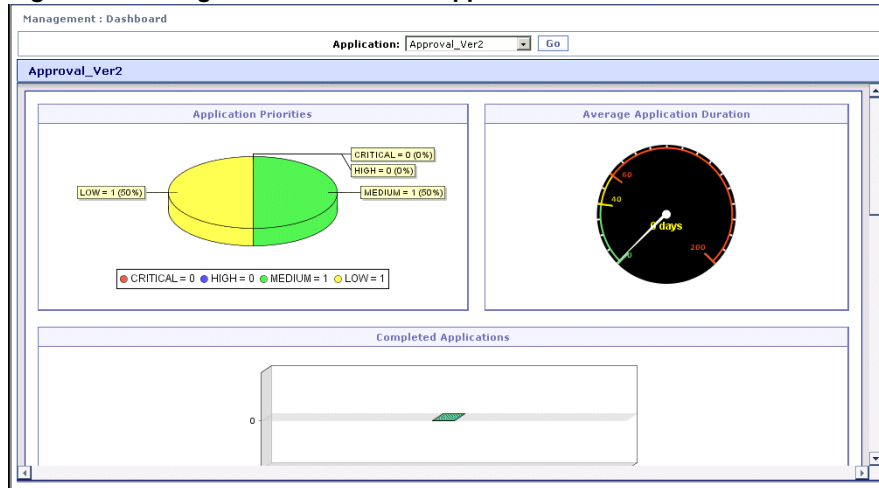 Management : Dashboard
Application: Approval_Ver2 Go
Approval_Ver2
Application Priorities
CRITICAL = 0 (0%)
HIGH = 0 (0%)
LOW = 1 (50%)
MEDIUM = 1 (50%)
CRITICAL = 0 HIGH = 0 MEDIUM = 1 LOW = 1
Average Application Duration
60
40
0 days
200
0
Completed Applications
0